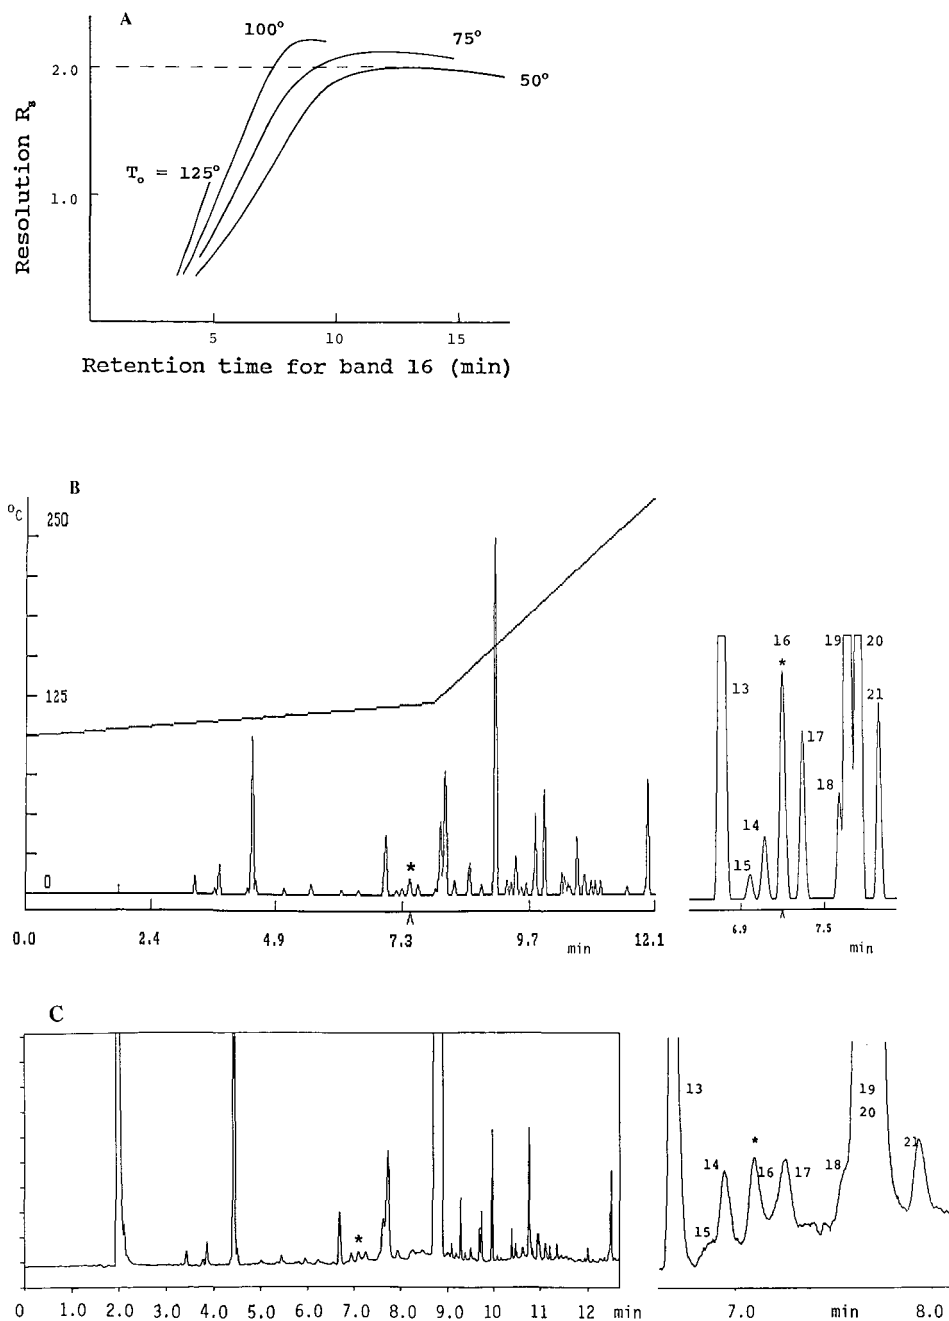 A
100°
75°
2.0
50°
Resolution Rs
T₀ = 125°
1.0
5 10 15
Retention time for band 16 (min)
B
°C
250
125
0
*
0.0 2.4 4.9 7.3 9.7 min 12.1
16
19
20
*
13
21
17
18
14
15
6.9 7.5 min
C
*
0 1.0 2.0 3.0 4.0 5.0 6.0 7.0 8.0 9.0 10 11 12 min
13
19
20
*
21
14
16
17
18
15
7.0 min 8.0